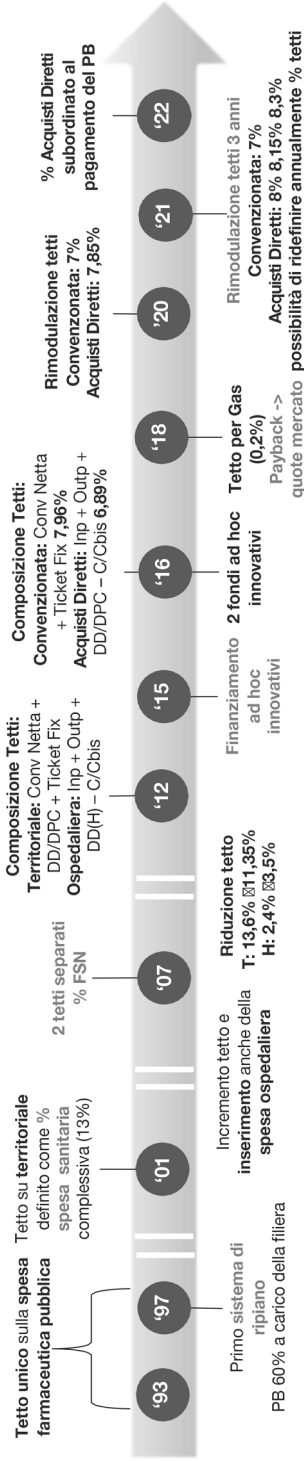 Tetto unico sulla spesa
farmaceutica pubblica
Tetto su territoriale
definito come %
spesa sanitaria
complessiva (13%)
2 tetti separati
% FSN
Composizione Tetti:
Territoriale: Conv Netta +
DD/DPC + Ticket Fix
Ospedaliera: Inp + Outp +
DD(H) – C/Cbis
Composizione Tetti:
Convenzionata: Conv Netta
+ Ticket Fix 7,96%
Acquisti Diretti: Inp + Outp +
DD/DPC – C/Cbis 6,89%
Rimodulazione tetti
Convenzonata: 7%
Acquisti Diretti: 7,85%
% Acquisti Diretti
subordinato al
pagamento del PB
‘93
‘97
‘01
‘07
‘12
‘15
‘16
‘18
’20
‘21
‘22
Primo sistema di
ripiano
PB 60% a carico della filiera
Incremento tetto e
inserimento anche della
spesa ospedaliera
Riduzione tetto
T: 13,6% 11,35%
H: 2,4% 3,5%
Finanziamento
ad hoc
innovativi
2 fondi ad hoc
innovativi
Tetto per Gas
(0,2%)
Payback ->
quote mercato
Rimodulazione tetti 3 anni
Convenzionata: 7%
Acquisti Diretti: 8% 8,15% 8,3%
possibilità di ridefinire annualmente % tetti